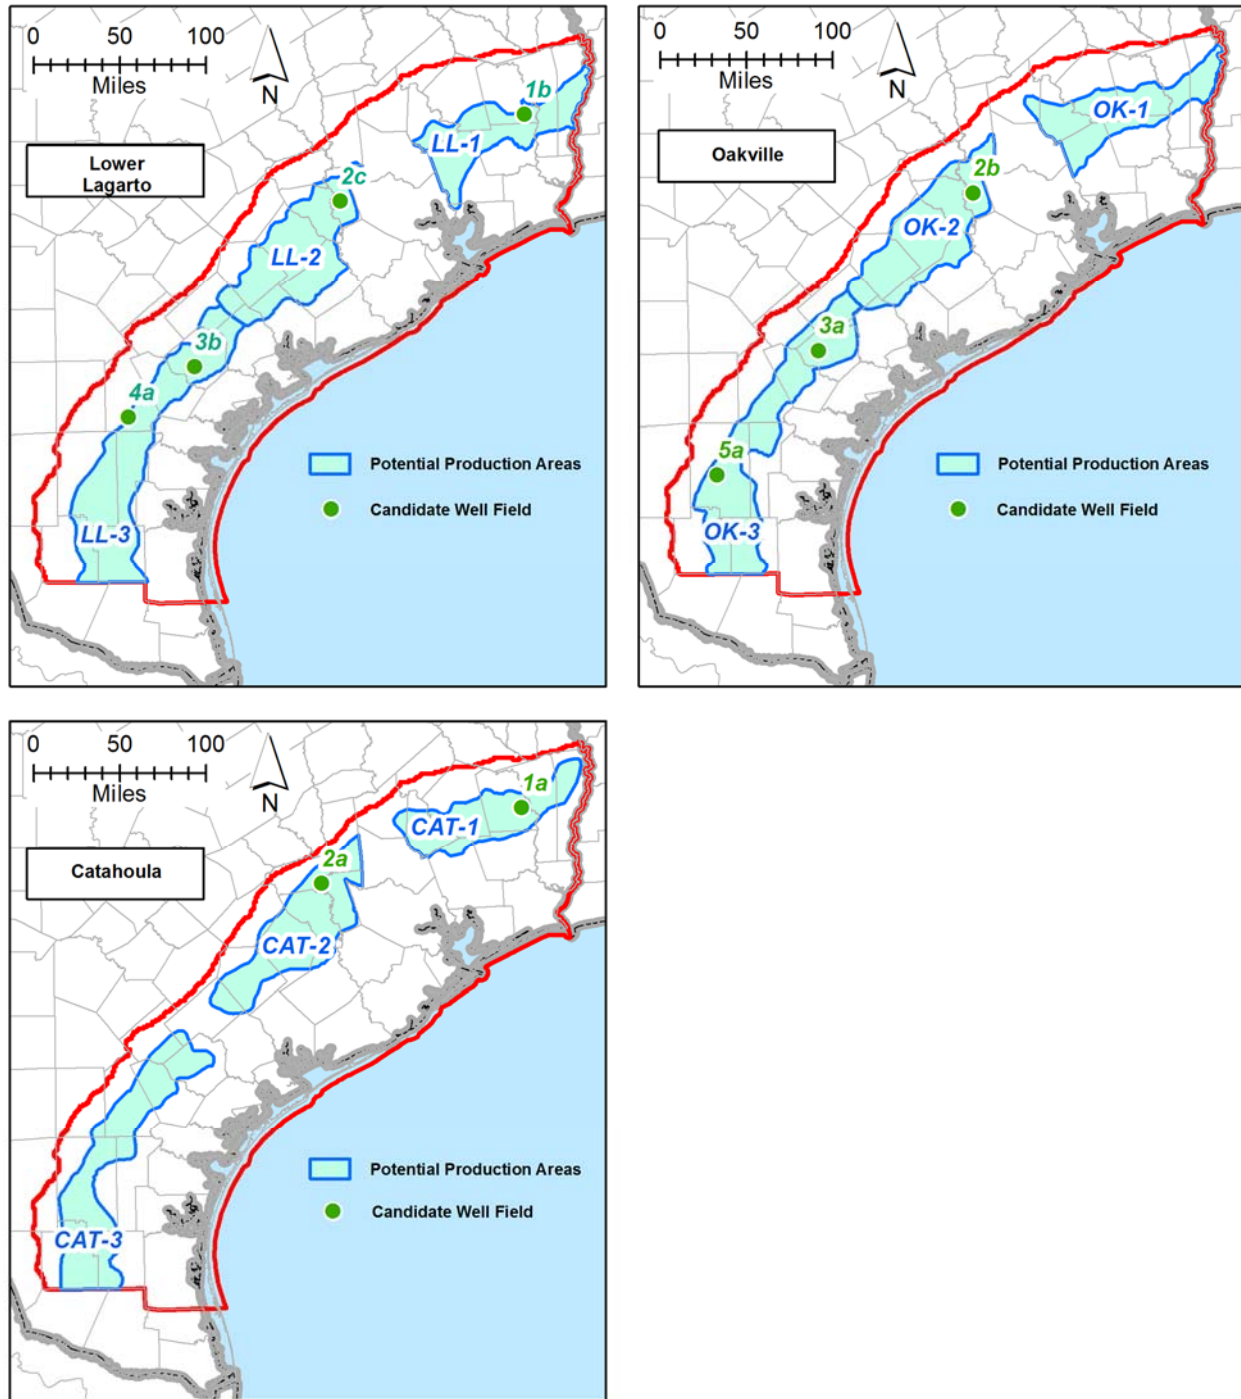 0 50 100
Miles
N
Lower
Lagarto
1b
LL-1
2c
LL-2
3b
4a
LL-3
Potential Production Areas
Candidate Well Field
0 50 100
Miles
N
Oakville
OK-1
2b
OK-2
3a
5a
OK-3
Potential Production Areas
Candidate Well Field
0 50 100
Miles
N
Catahoula
1a
CAT-1
2a
CAT-2
CAT-3
Potential Production Areas
Candidate Well Field